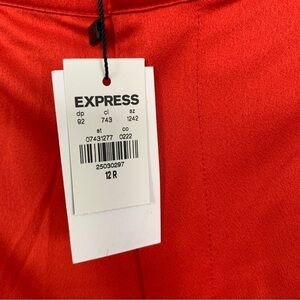 EXPRESS
dp cl sz
92 743 1242
st co
07431277 0222
25030297
12 R